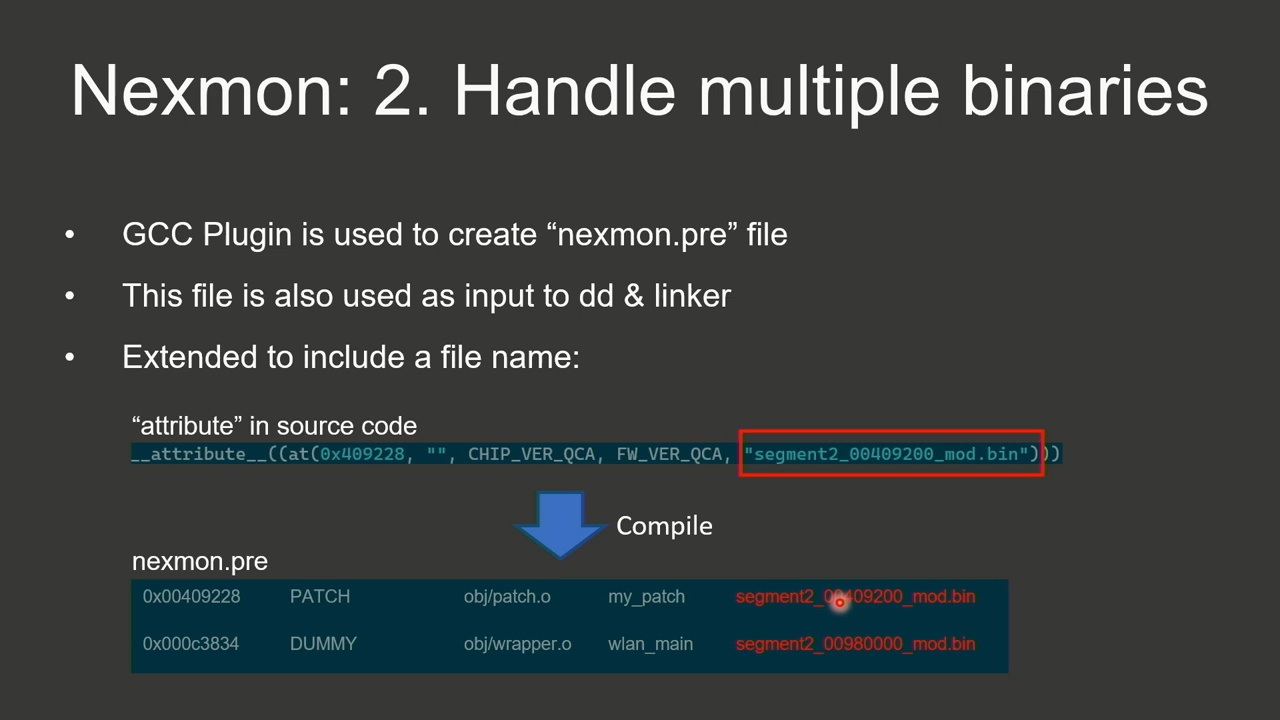 Nexmon: 2. Handle multiple binaries
• GCC Plugin is used to create “nexmon.pre” file
• This file is also used as input to dd & linker
• Extended to include a file name:
“attribute” in source code
__attribute__((at(0x409228, "", CHIP_VER_QCA, FW_VER_QCA, "segment2_00409200_mod.bin")))
Compile
nexmon.pre
0x00409228 PATCH obj/patch.o my_patch segment2_00409200_mod.bin
0x000c3834 DUMMY obj/wrapper.o wlan_main segment2_00980000_mod.bin